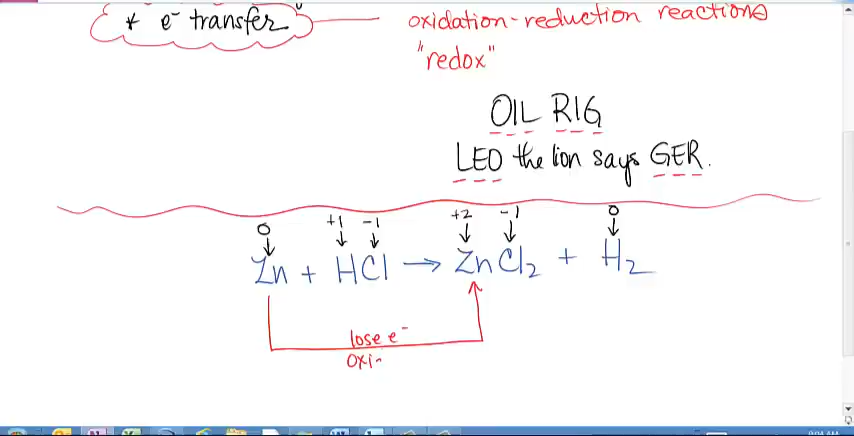 * e⁻ transfer oxidation-reduction reactions
"redox"
OIL RIG
LEO the lion says GER.
0 +1 -1 +2 -1 0
Zn + HCl → ZnCl₂ + H₂
lose e⁻
oxi